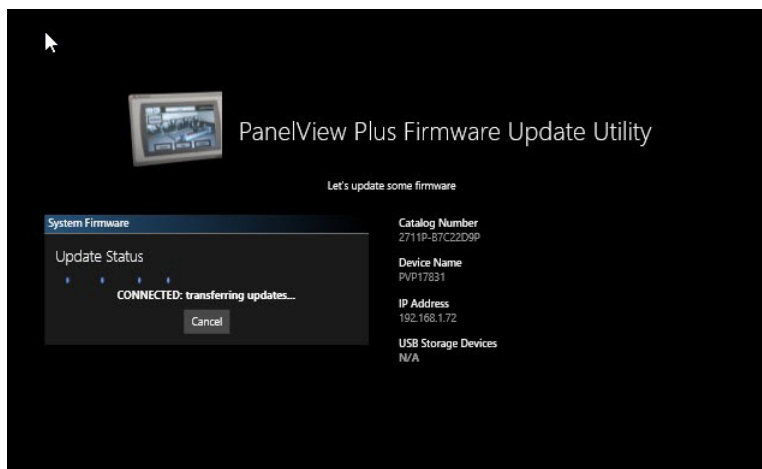 PanelView Plus Firmware Update Utility
Let's update some firmware
System Firmware
Update Status
CONNECTED: transferring updates...
Cancel
Catalog Number
2711P-B7C22D9P
Device Name
PVP17831
IP Address
192.168.1.72
USB Storage Devices
N/A